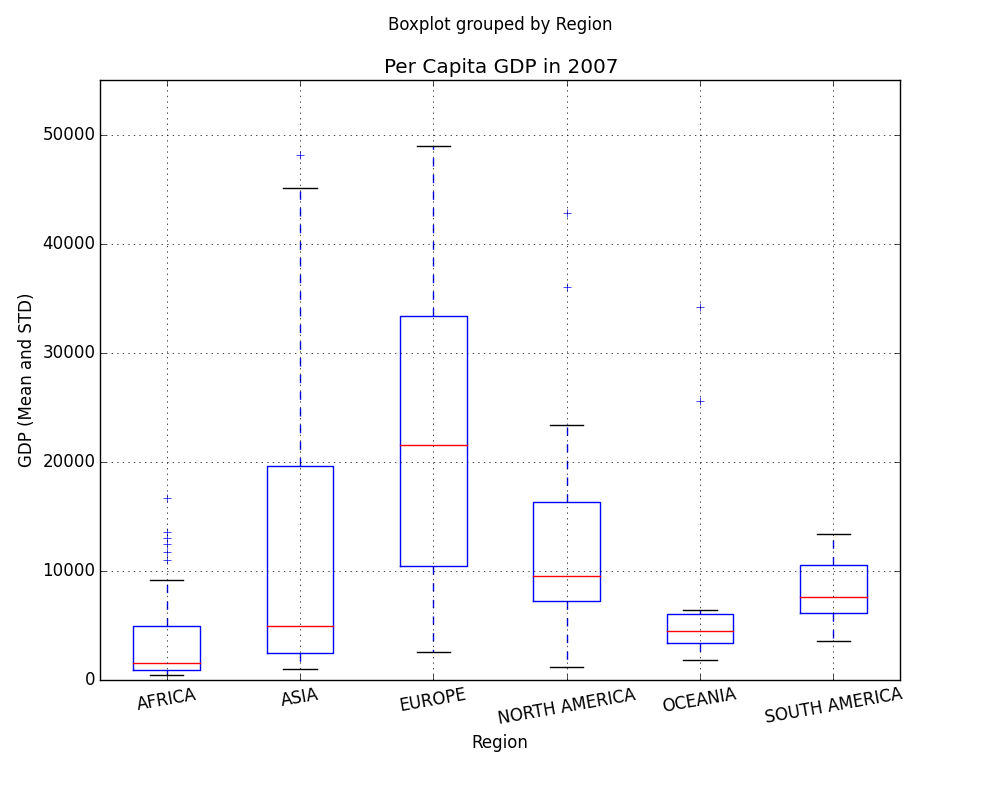 Boxplot grouped by Region
Per Capita GDP in 2007
GDP (Mean and STD)
50000
40000
30000
20000
10000
0
AFRICA
ASIA
EUROPE
NORTH AMERICA
OCEANIA
SOUTH AMERICA
Region